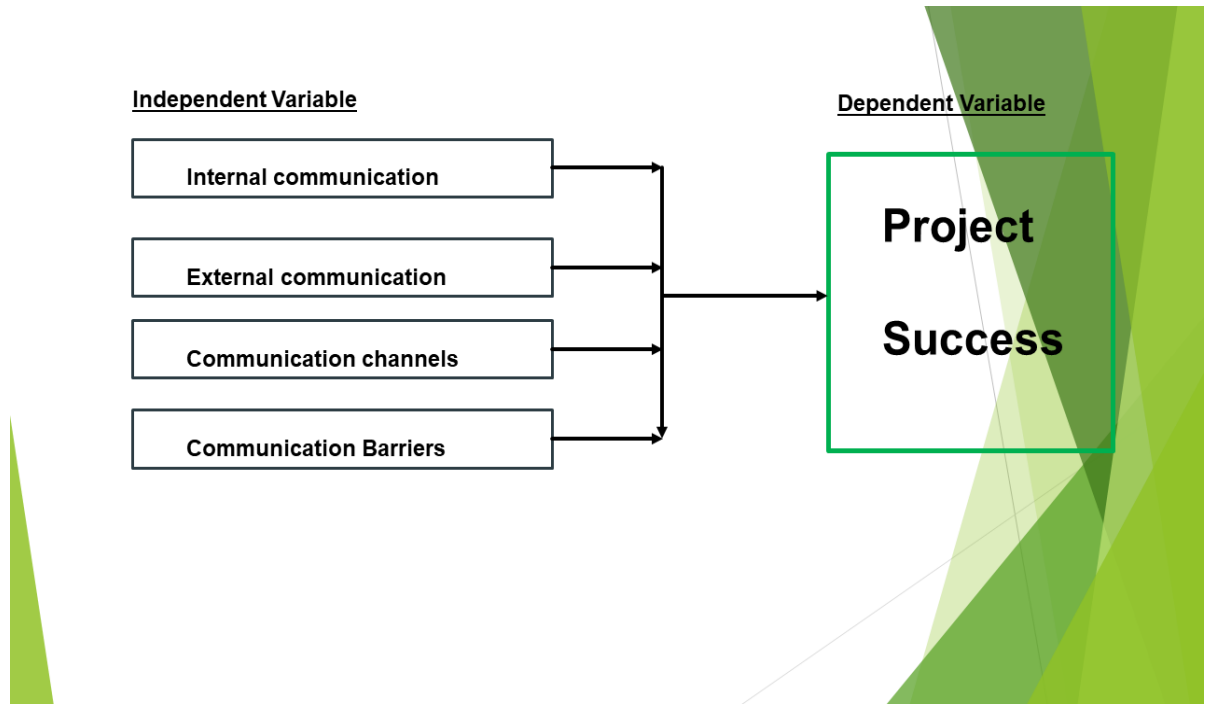 Independent Variable
Dependent Variable
Internal communication
External communication
Communication channels
Communication Barriers
Project
Success